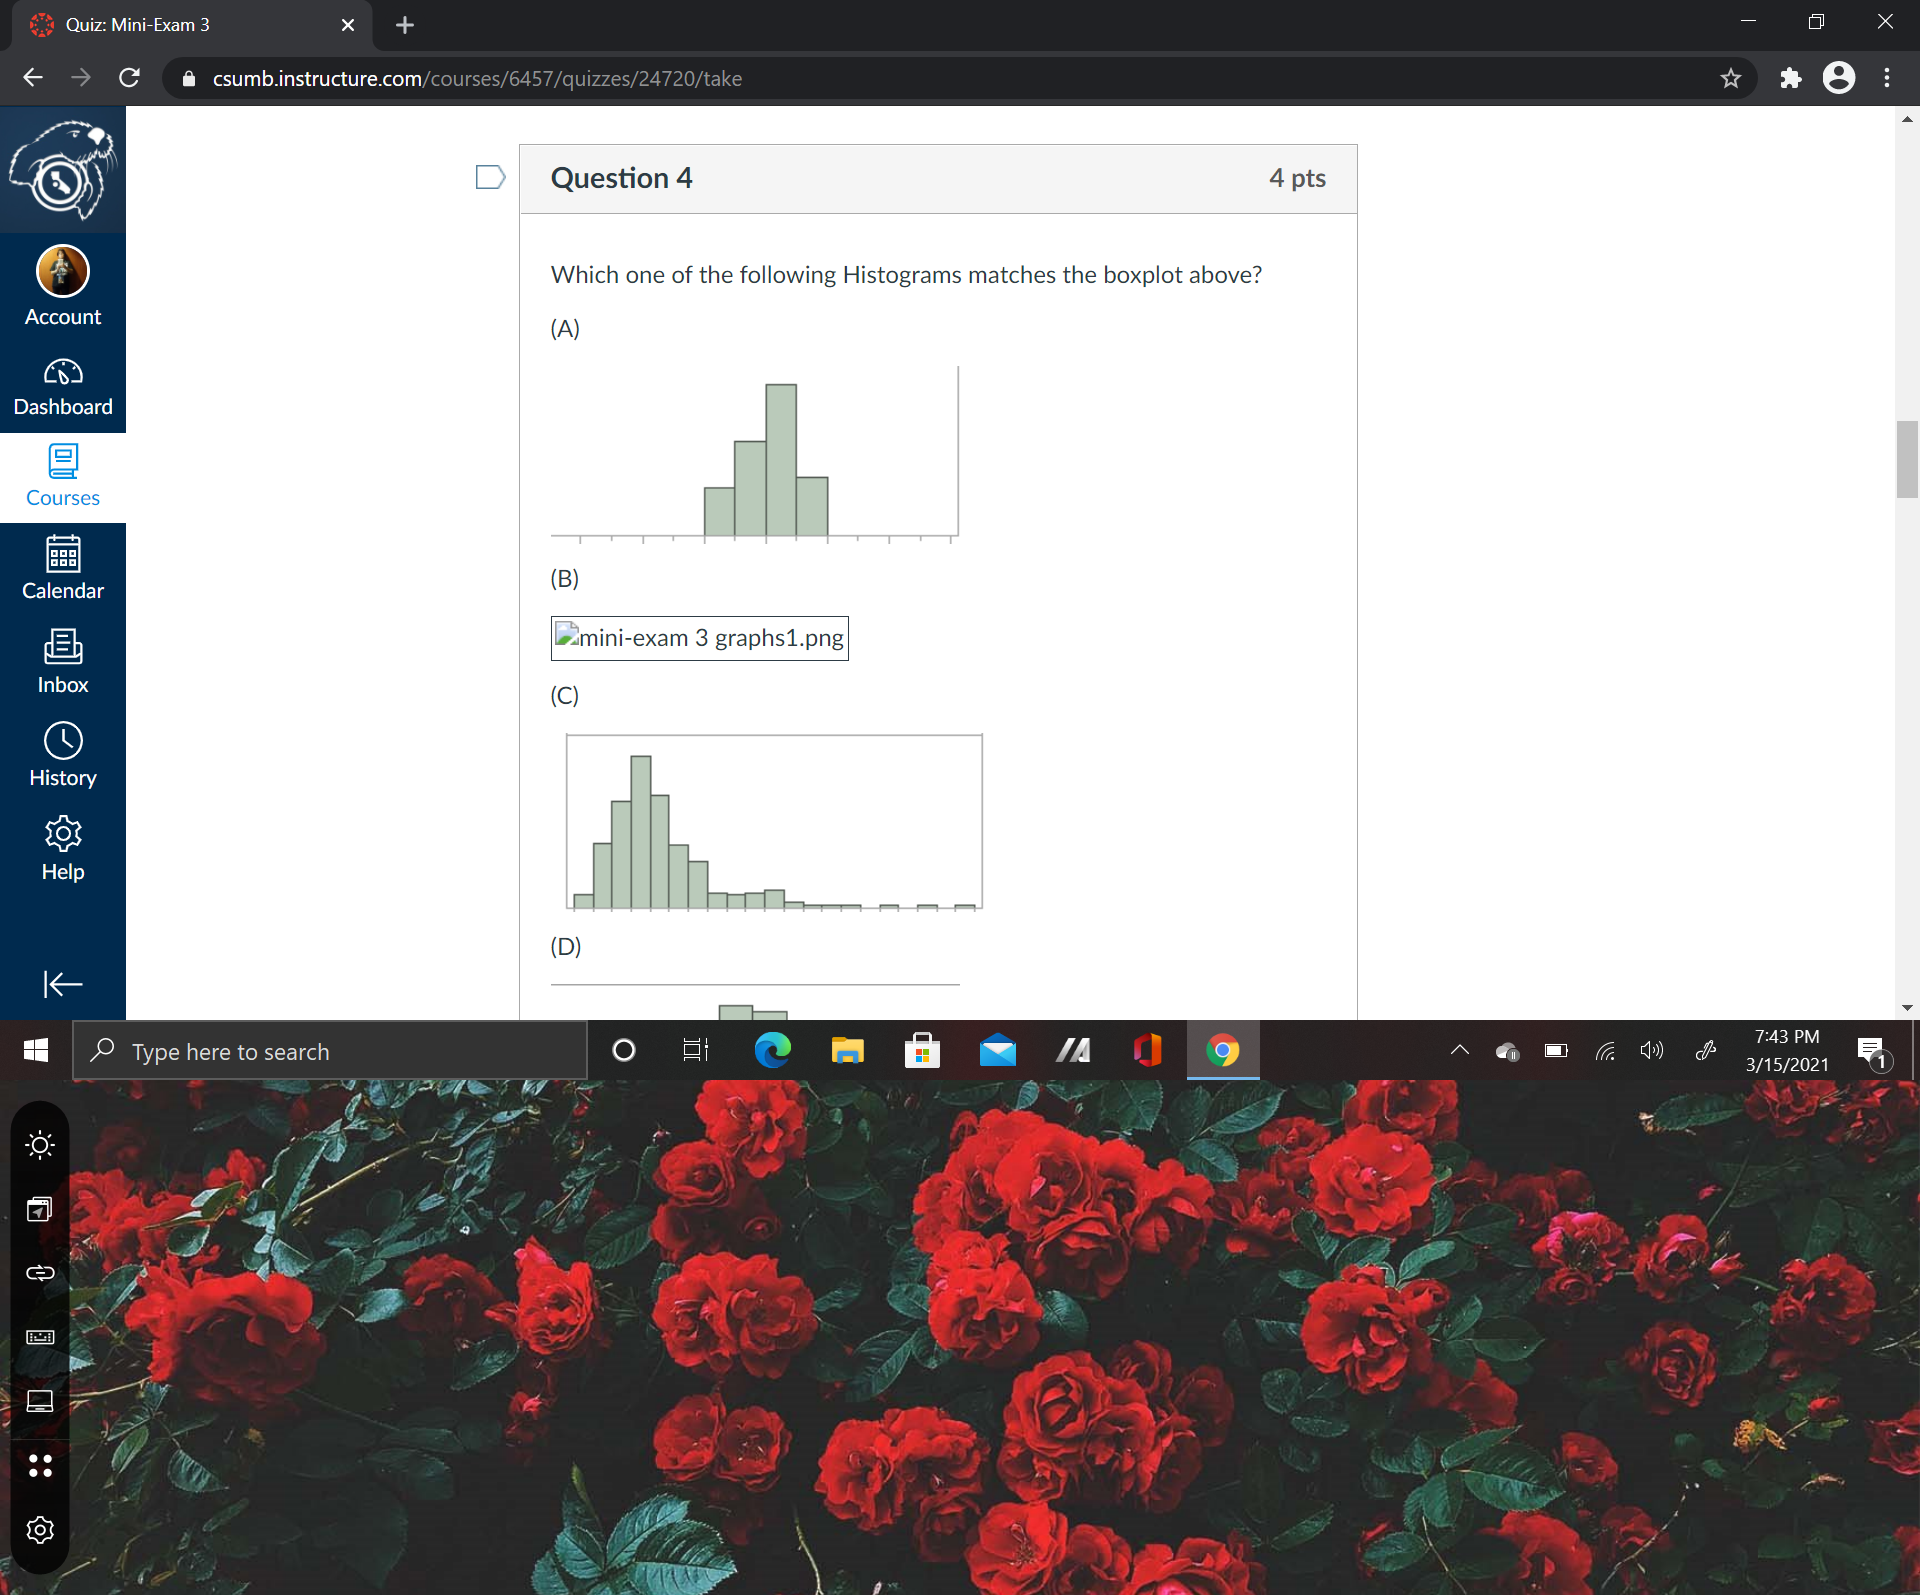 Quiz: Mini-Exam 3
csumb.instructure.com/courses/6457/quizzes/24720/take
Account
Dashboard
Courses
Calendar
Inbox
History
Help
Question 4
4 pts
Which one of the following Histograms matches the boxplot above?
(A)
(B)
mini-exam 3 graphs1.png
(C)
(D)
Type here to search
7:43 PM
3/15/2021
1